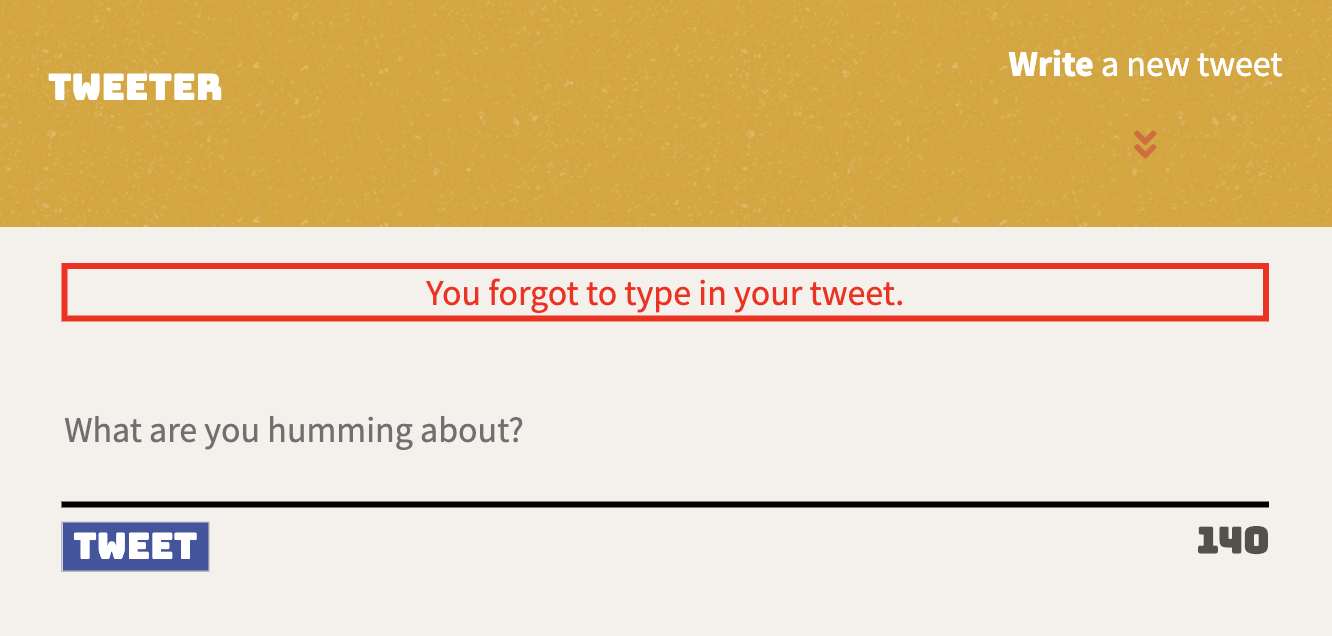 TWEETER
Write a new tweet
You forgot to type in your tweet.
What are you humming about?
TWEET
140